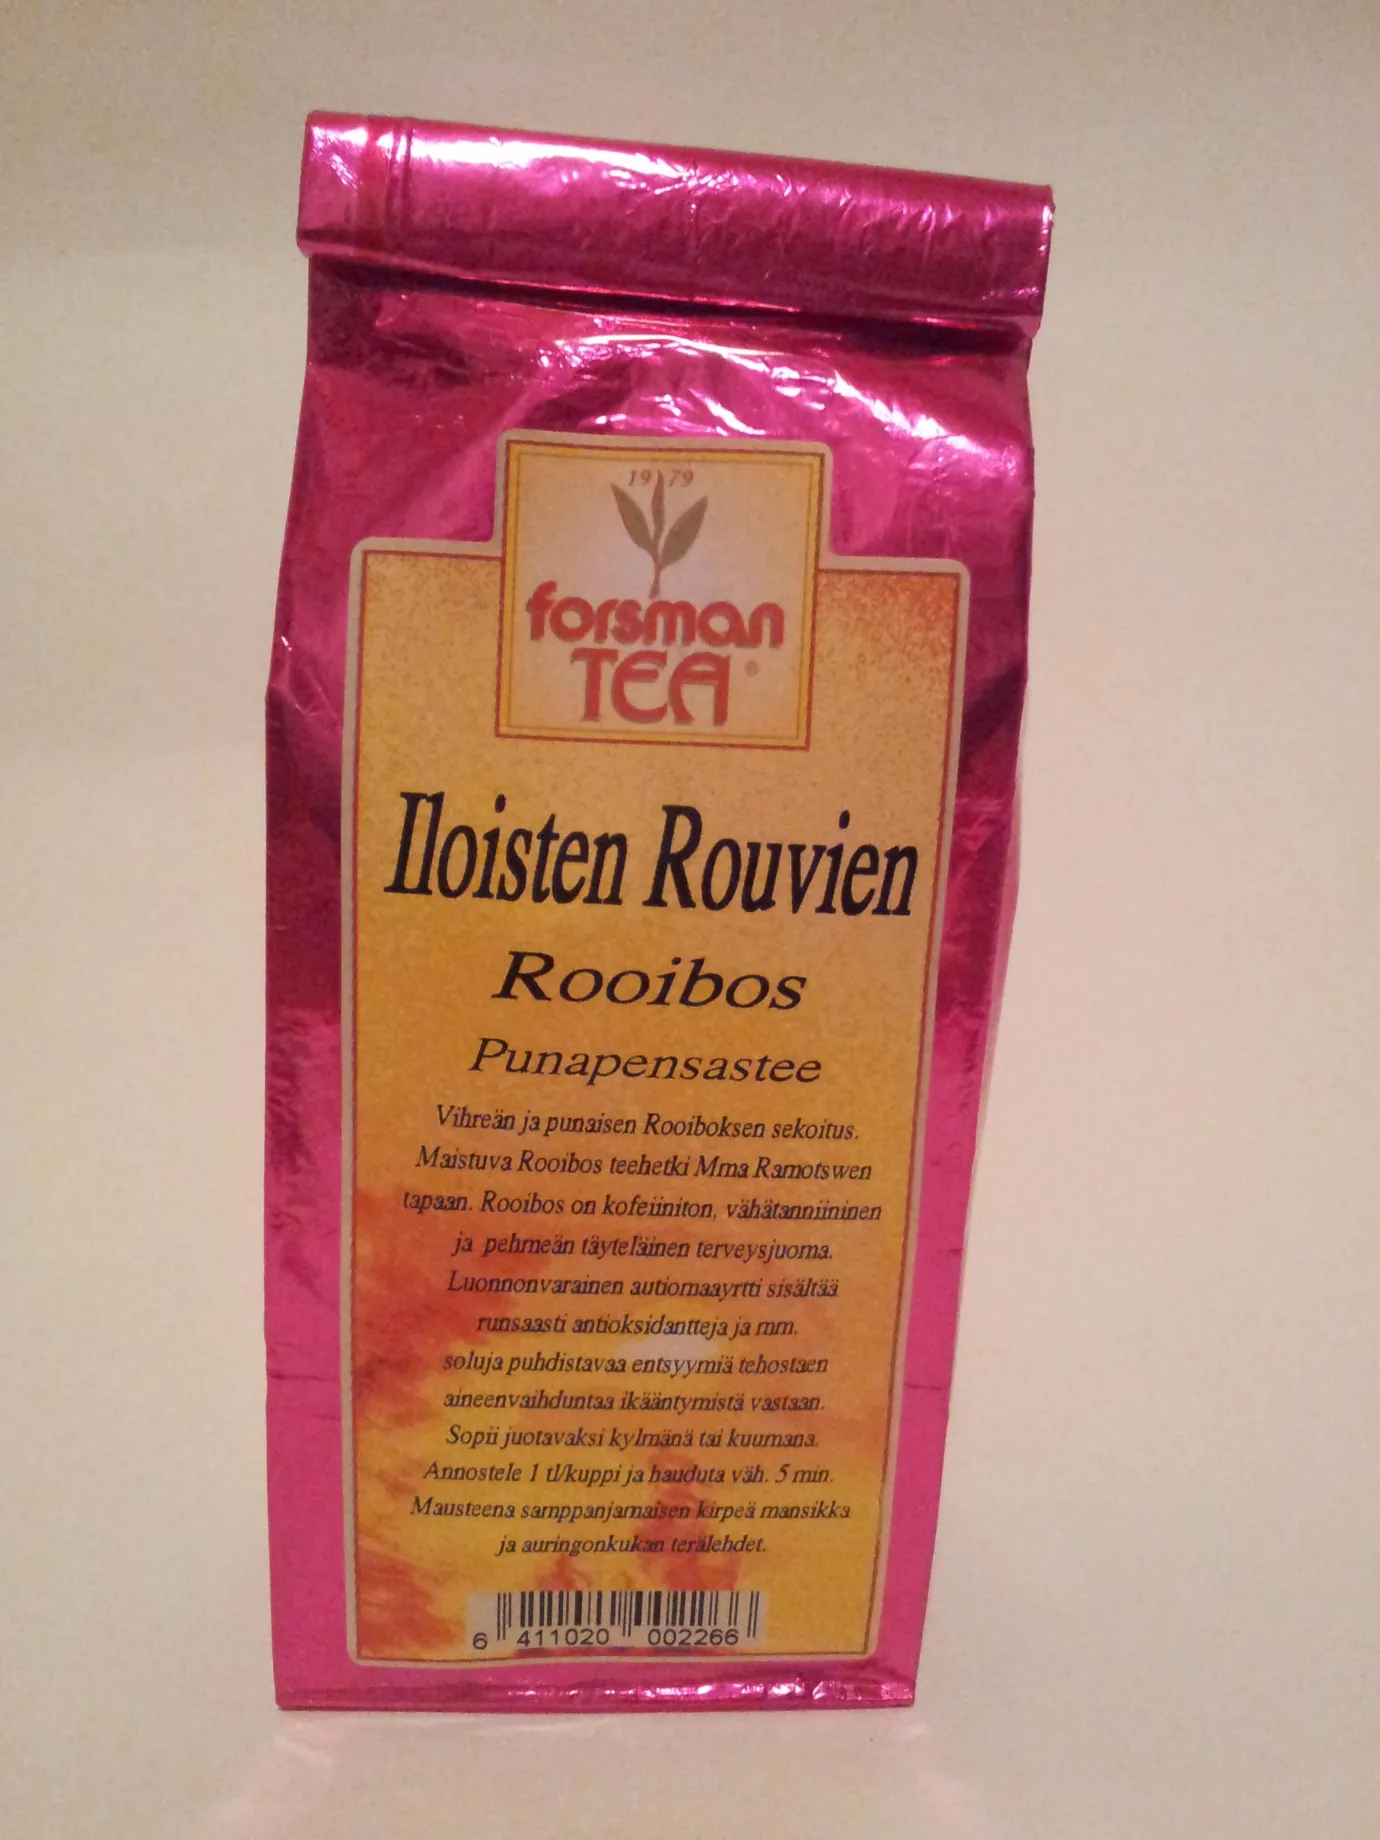 19 79
forsman
TEA®
Iloisten Rouvien
Rooibos
Punapensastee
Vihreän ja punaisen Rooiboksen sekoitus.
Maistuva Rooibos teehetki Mma Ramotswen
tapaan. Rooibos on kofeiiniton, vähätanniininen
ja pehmeän täyteläinen terveysjuoma.
Luonnonvarainen autiomaayrtti sisältää
runsaasti antioksidantteja ja mm.
soluja puhdistavaa entsyymiä tehostaen
aineenvaihduntaa ikääntymistä vastaan.
Sopii juotavaksi kylmänä tai kuumana.
Annostele 1 tl/kuppi ja hauduta väh. 5 min.
Mausteena samppanjamaisen kirpeä mansikka
ja auringonkukan terälehdet.
6 411020 002266